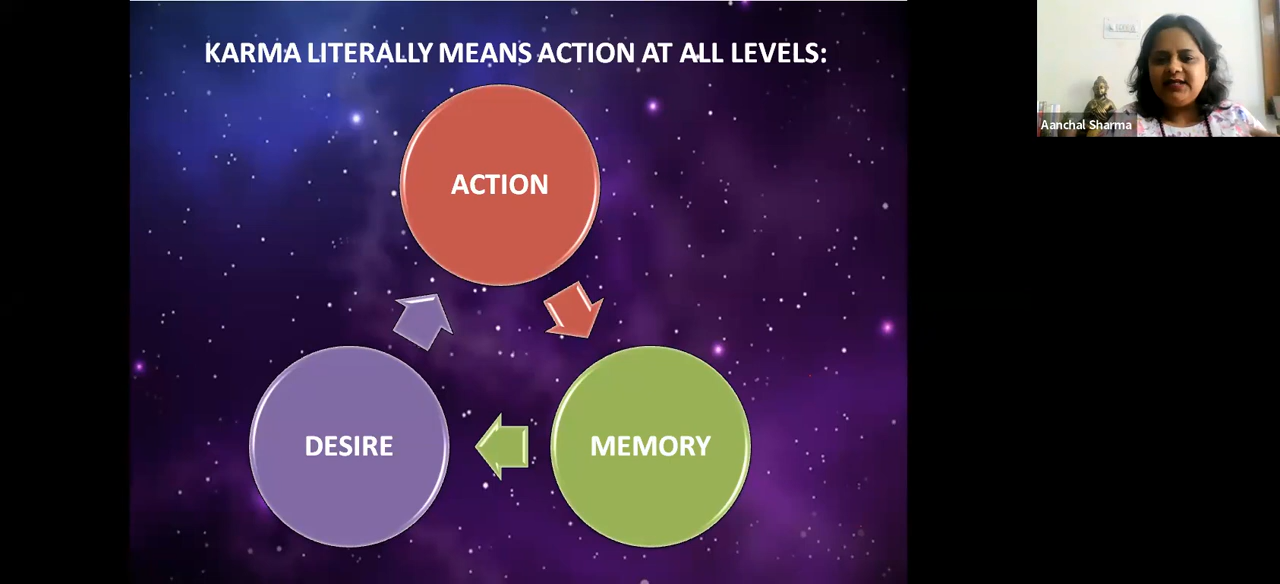 KARMA LITERALLY MEANS ACTION AT ALL LEVELS:
ACTION
DESIRE
MEMORY
Aanchal Sharma